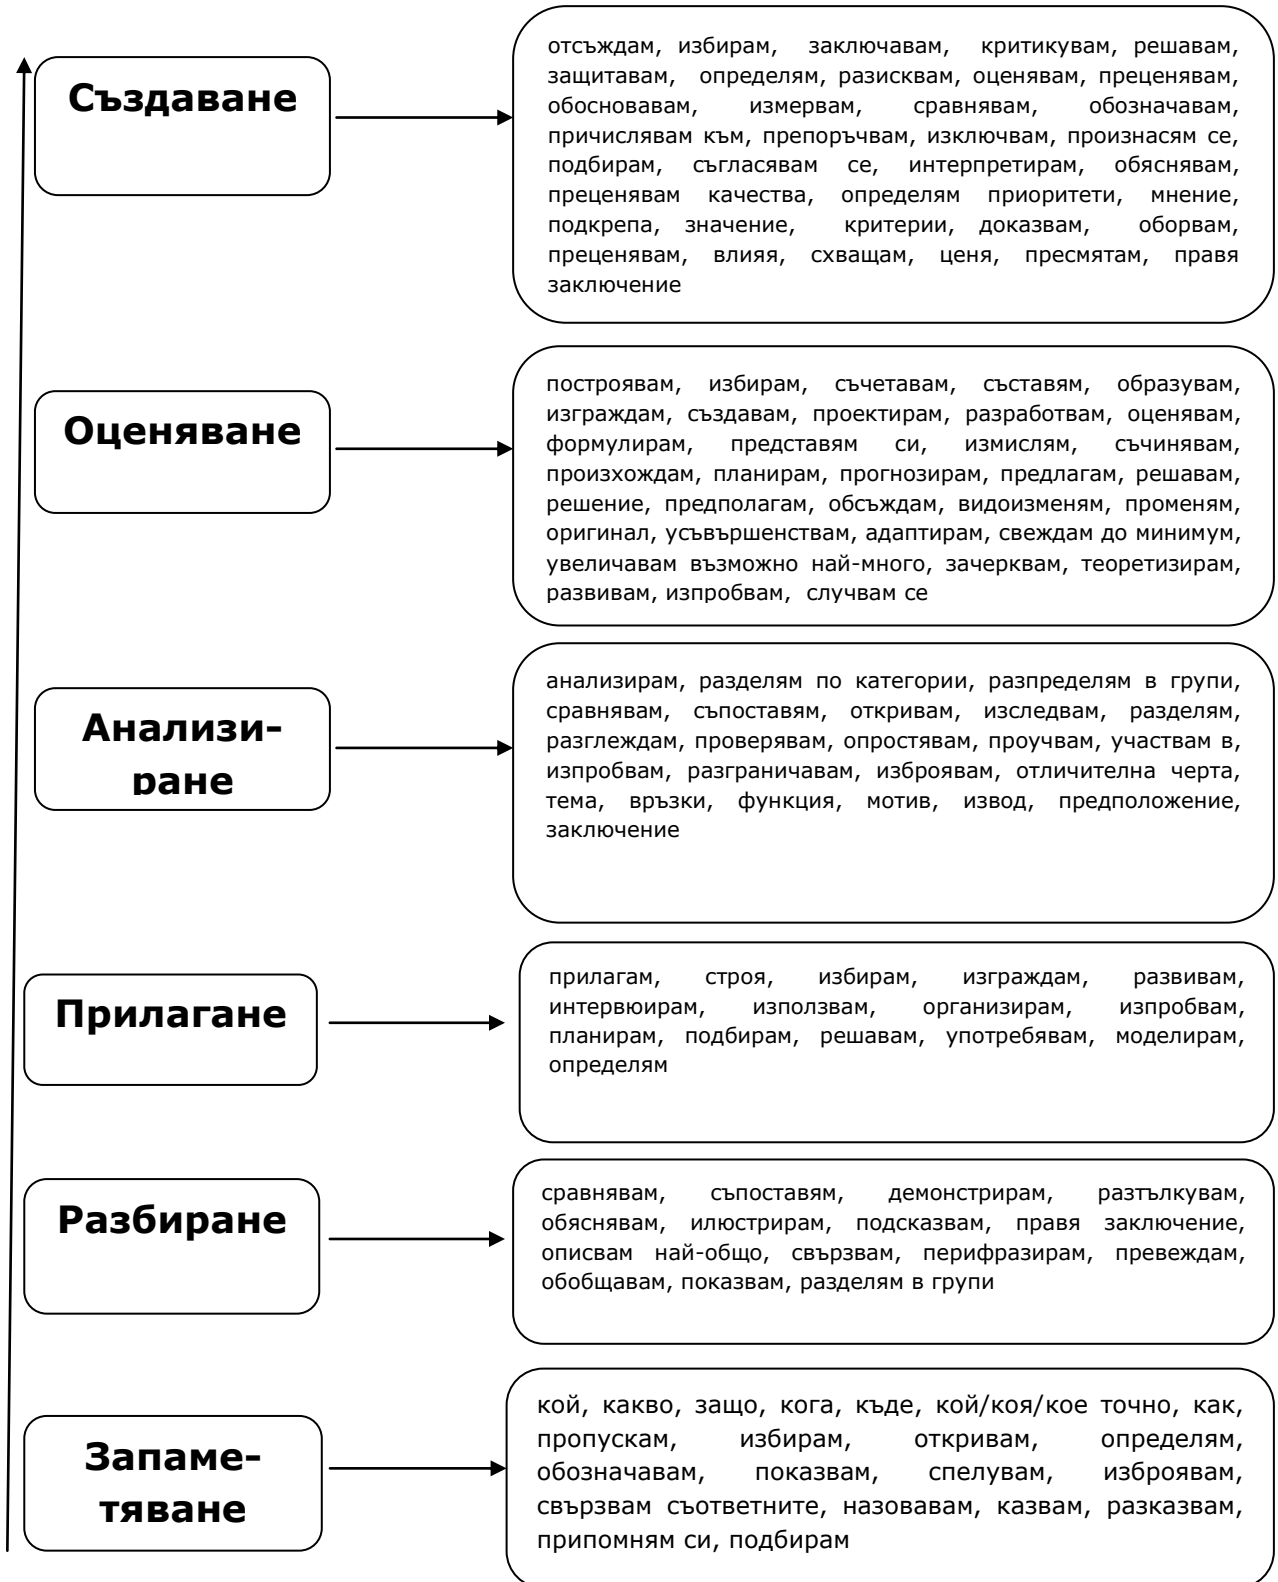 Създаване
отсъждам, избирам, заключавам, критикувам, решавам,
защитавам, определям, разисквам, оценявам, преценявам,
обосновавам, измервам, сравнявам, обозначавам,
причислявам към, препоръчвам, изключвам, произнасям се,
подбирам, съгласявам се, интерпретирам, обяснявам,
преценявам качества, определям приоритети, мнение,
подкрепа, значение, критерии, доказвам, оборвам,
преценявам, влияя, схващам, ценя, пресмятам, правя
заключение
Оценяване
построявам, избирам, съчетавам, съставям, образувам,
изграждам, създавам, проектирам, разработвам, оценявам,
формулирам, представям си, измислям, съчинявам,
произхождам, планирам, прогнозирам, предлагам, решавам,
решение, предполагам, обсъждам, видоизменям, променям,
оригинал, усъвършенствам, адаптирам, свеждам до минимум,
увеличавам възможно най-много, зачерквам, теоретизирам,
развивам, изпробвам, случвам се
Анализи-
ране
анализирам, разделям по категории, разпределям в групи,
сравнявам, съпоставям, откривам, изследвам, разделям,
разглеждам, проверявам, опростявам, проучвам, участвам в,
изпробвам, разграничавам, изброявам, отличителна черта,
тема, връзки, функция, мотив, извод, предположение,
заключение
Прилагане
прилагам, строя, избирам, изграждам, развивам,
интервюирам, използвам, организирам, изпробвам,
планирам, подбирам, решавам, употребявам, моделирам,
определям
Разбиране
сравнявам, съпоставям, демонстрирам, разтълкувам,
обяснявам, илюстрирам, подсказвам, правя заключение,
описвам най-общо, свързвам, перифразирам, превеждам,
обобщавам, показвам, разделям в групи
Запаме-
тяване
кой, какво, защо, кога, къде, кой/коя/кое точно, как,
пропускам, избирам, откривам, определям,
обозначавам, показвам, спелувам, изброявам,
свързвам съответните, назовавам, казвам, разказвам,
припомням си, подбирам